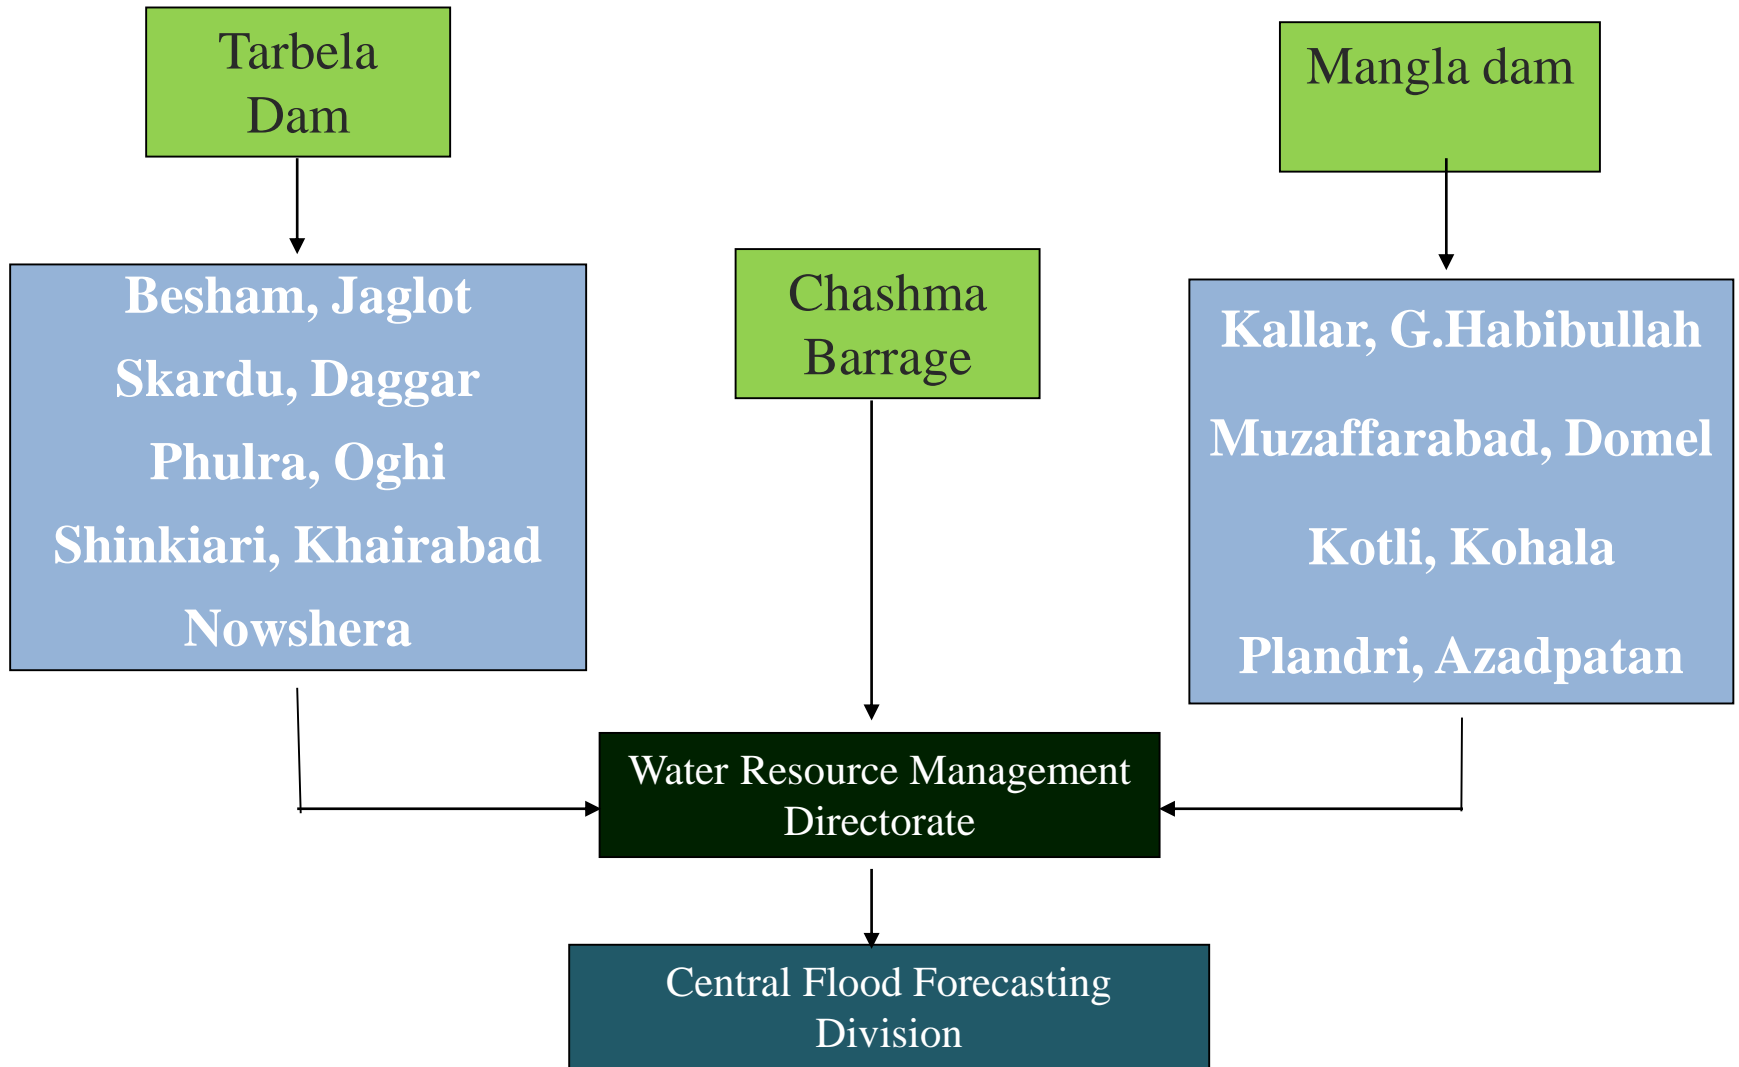 Tarbela
Dam
Mangla dam
Besham, Jaglot
Skardu, Daggar
Phulra, Oghi
Shinkiari, Khairabad
Nowshera
Chashma
Barrage
Kallar, G.Habibullah
Muzaffarabad, Domel
Kotli, Kohala
Plandri, Azadpatan
Water Resource Management
Directorate
Central Flood Forecasting
Division